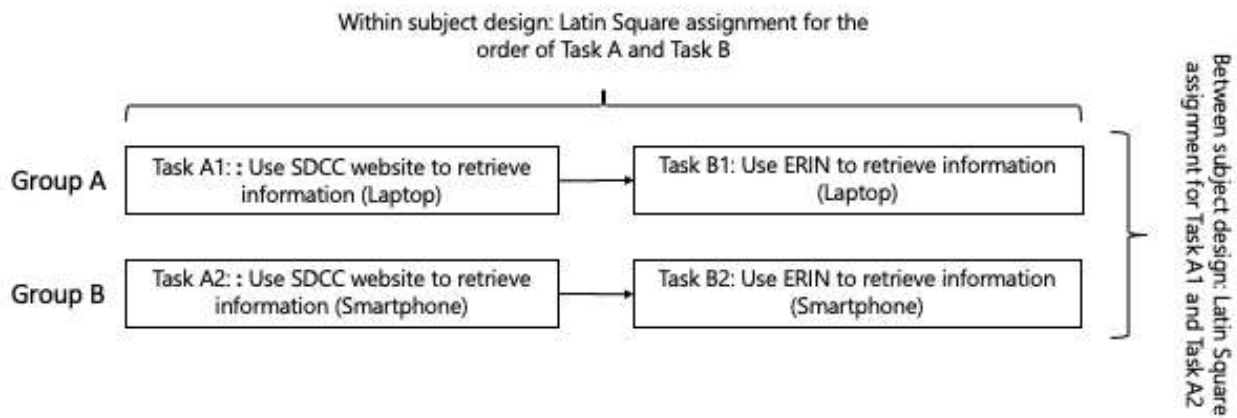 Within subject design: Latin Square assignment for the
order of Task A and Task B
Group A
Task A1: : Use SDCC website to retrieve
information (Laptop)
Task B1: Use ERIN to retrieve information
(Laptop)
Group B
Task A2: : Use SDCC website to retrieve
information (Smartphone)
Task B2: Use ERIN to retrieve information
(Smartphone)
Between subject design: Latin Square
assignment for Task A1 and Task A2